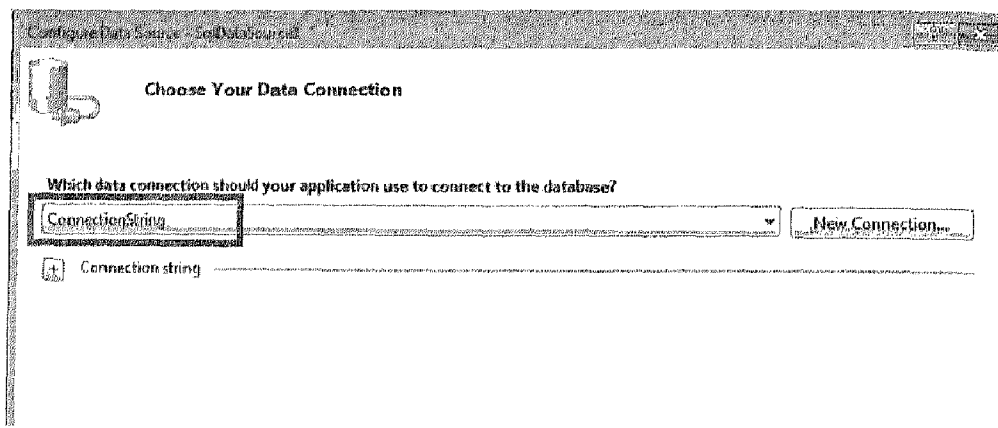 Configure Data Source - SqlDataSource2
Choose Your Data Connection
Which data connection should your application use to connect to the database?
ConnectionString
New Connection...
+ Connection string